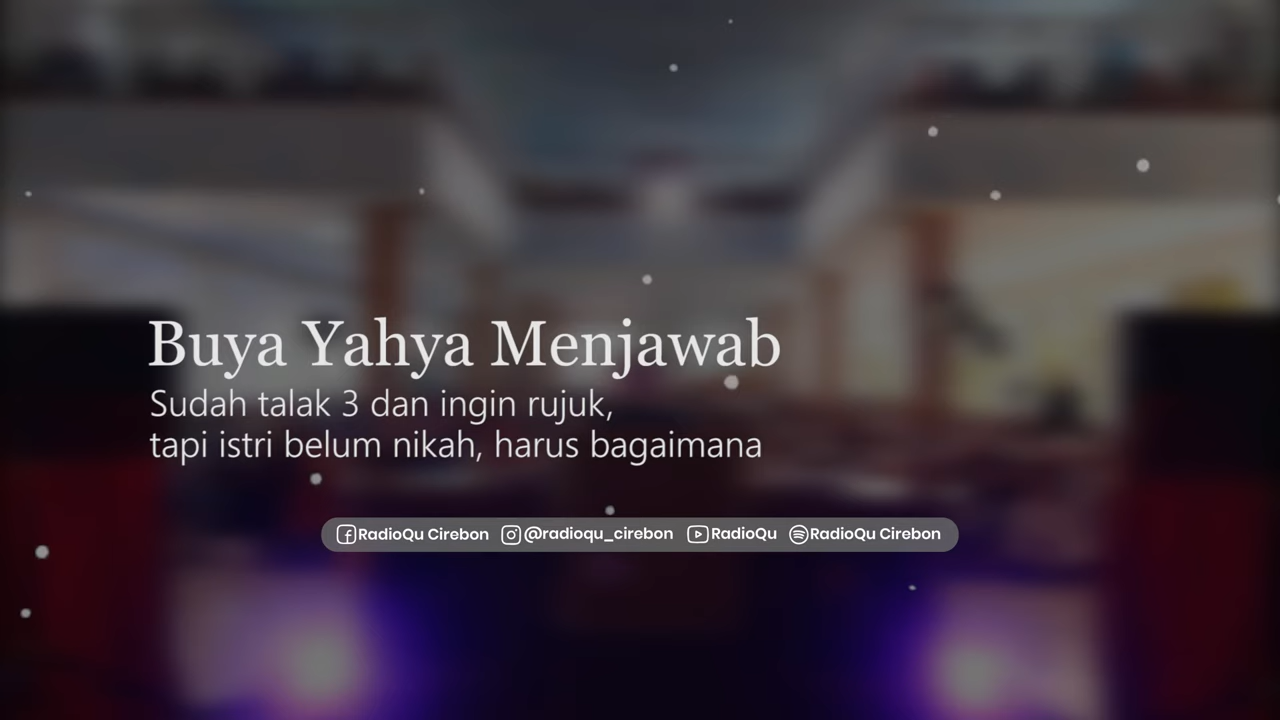 Buya Yahya Menjawab
Sudah talak 3 dan ingin rujuk,
tapi istri belum nikah, harus bagaimana
RadioQu Cirebon @radioqu_cirebon RadioQu RadioQu Cirebon